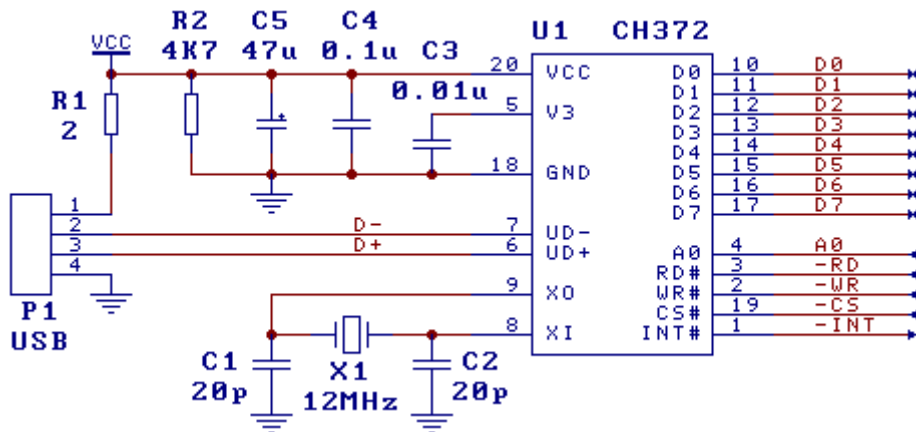 R2 C5 C4 U1 CH372
VCC 4K7 47u 0.1u C3
20 VCC D0 10 D0
R1 0.01u D1 11 D1
2 5 V3 D2 12 D2
D3 13 D3
D4 14 D4
18 GND D5 15 D5
D6 16 D6
1 D7 17 D7
2 D- 7 UD-
3 D+ 6 UD+ A0 4 A0
4 RD# 3 -RD
9 XO WR# 2 -WR
P1 CS# 19 -CS
USB 8 XI INT# 1 -INT
C1 X1 C2
20p 12MHz 20p